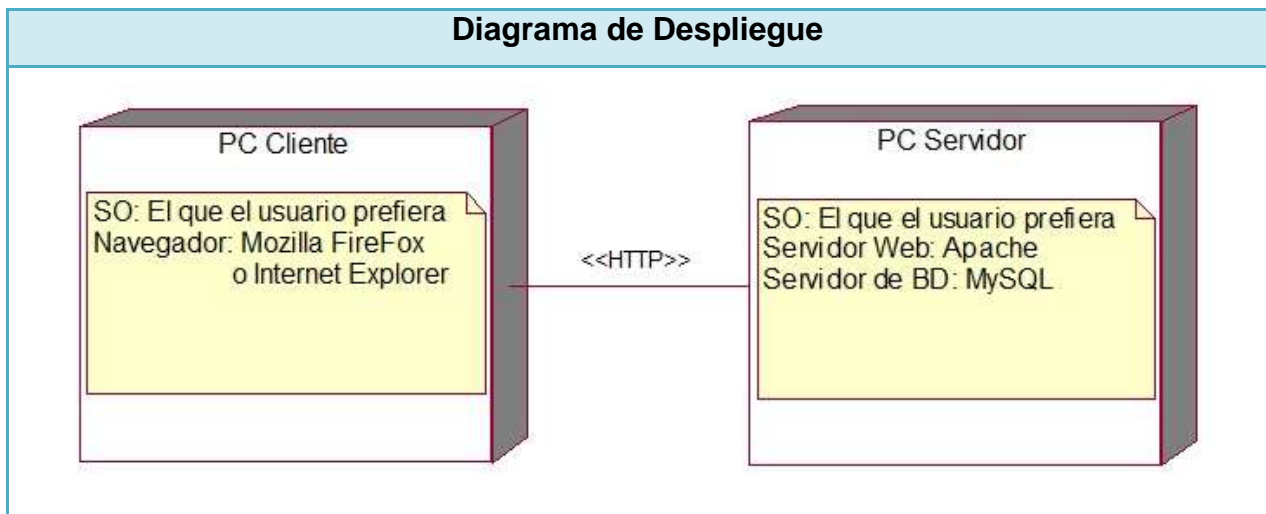 Diagrama de Despliegue
PC Cliente
SO: El que el usuario prefiera
Navegador: Mozilla FireFox
o Internet Explorer
<<HTTP>>
PC Servidor
SO: El que el usuario prefiera
Servidor Web: Apache
Servidor de BD: MySQL